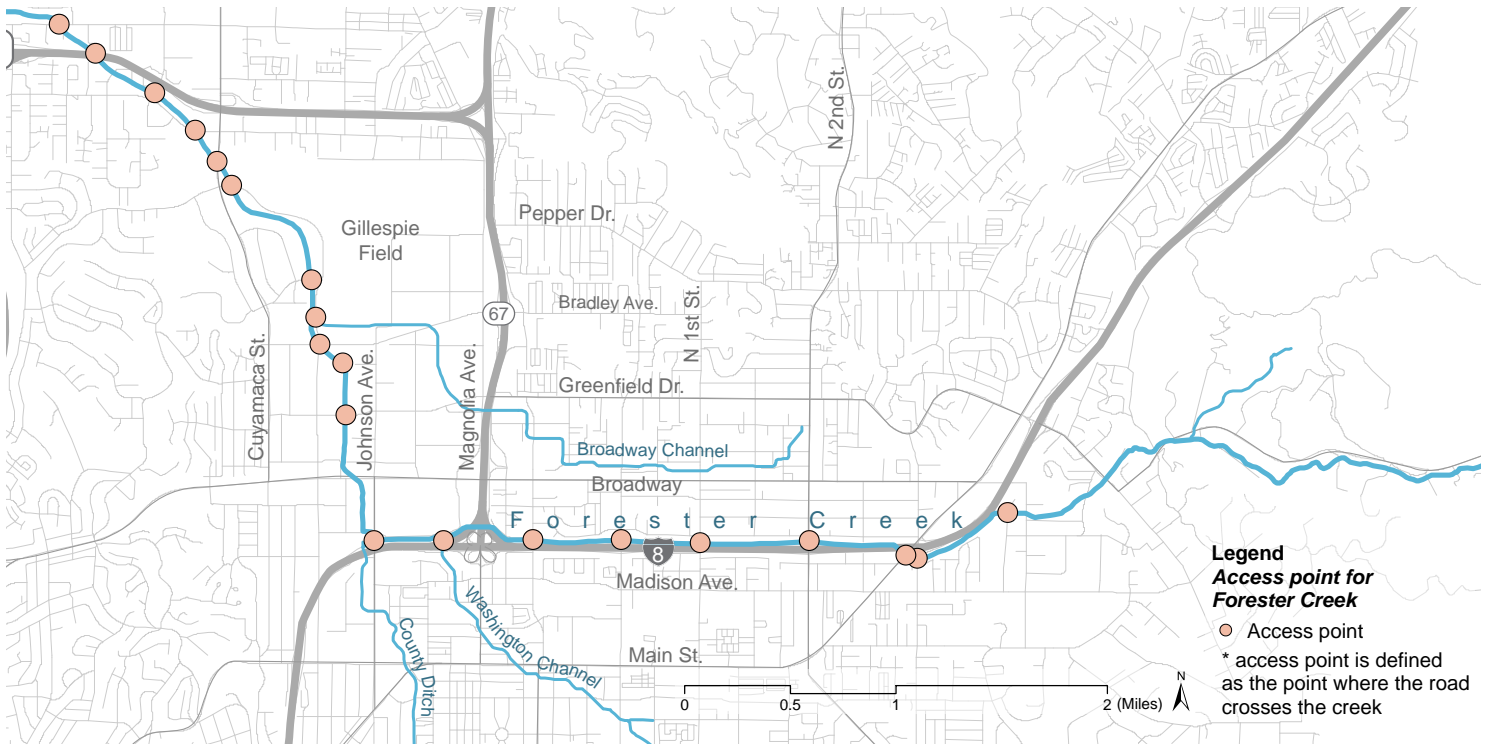 N 2nd St.
Pepper Dr.
Gillespie
Field
Bradley Ave.
N 1st St.
67
Cuyamaca St.
Johnson Ave.
Magnolia Ave.
Greenfield Dr.
Broadway Channel
Broadway
Forester Creek
8
Madison Ave.
Washington Channel
County Ditch
Main St.
0 0.5 1 2 (Miles)
N
Legend
Access point for
Forester Creek
Access point
* access point is defined
as the point where the road
crosses the creek